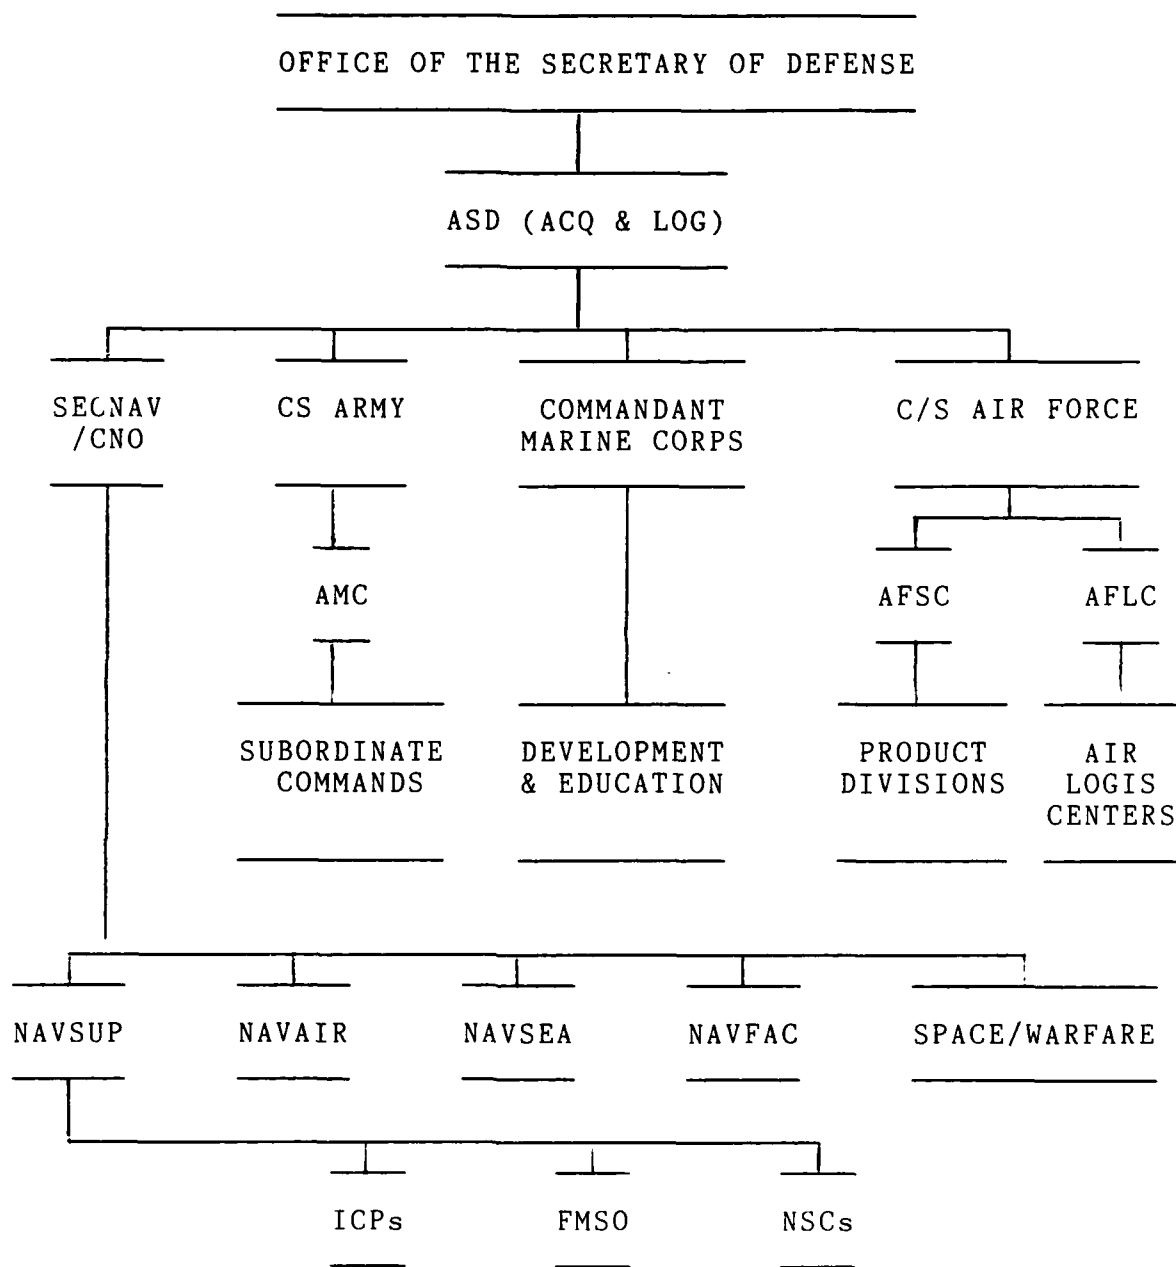 OFFICE OF THE SECRETARY OF DEFENSE
ASD (ACQ & LOG)
SECNAV
/CNO
CS ARMY
COMMANDANT
MARINE CORPS
C/S AIR FORCE
AMC
AFSC
AFLC
SUBORDINATE
COMMANDS
DEVELOPMENT
& EDUCATION
PRODUCT
DIVISIONS
AIR
LOGIS
CENTERS
NAVSUP
NAVAIR
NAVSEA
NAVFAC
SPACE/WARFARE
ICPs
FMSO
NSCs